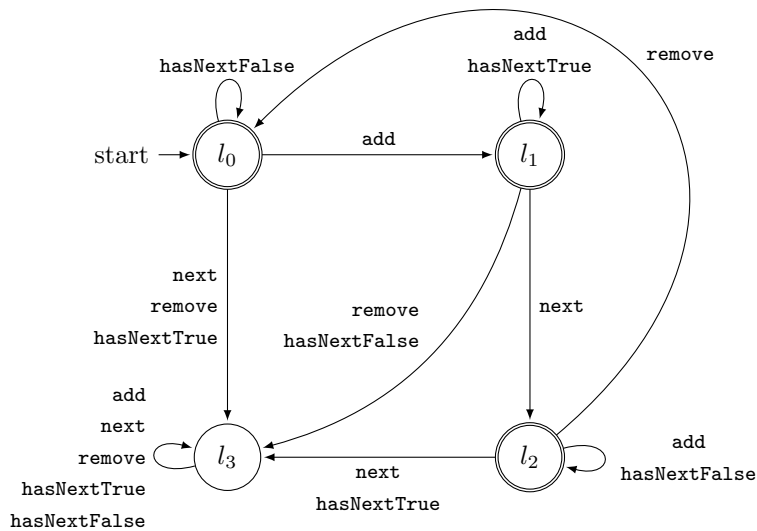 add
remove
hasNextFalse
hasNextTrue
start
l0
add
l1
next
remove
hasNextTrue
remove
hasNextFalse
next
add
next
remove
hasNextTrue
hasNextFalse
l3
next
hasNextTrue
l2
add
hasNextFalse